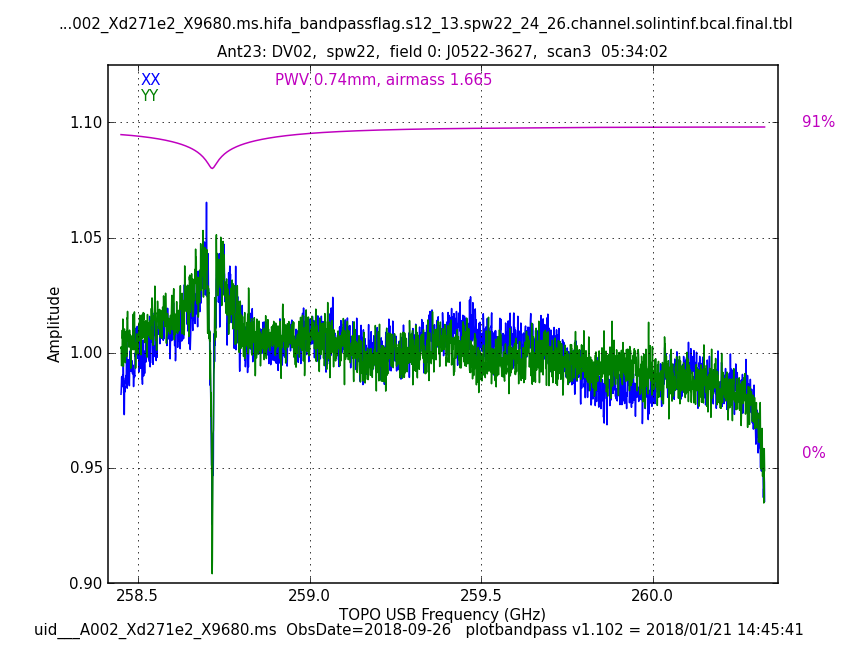 ...002_Xd271e2_X9680.ms.hifa_bandpassflag.s12_13.spw22_24_26.channel.solintinf.bcal.final.tbl
Ant23: DV02, spw22, field 0: J0522-3627, scan3 05:34:02
XX
PWV 0.74mm, airmass 1.665
YY
1.10
91%
1.05
Amplitude
1.00
0.95
0%
0.90
258.5 259.0 259.5 260.0
TOPO USB Frequency (GHz)
uid___A002_Xd271e2_X9680.ms ObsDate=2018-09-26 plotbandpass v1.102 = 2018/01/21 14:45:41